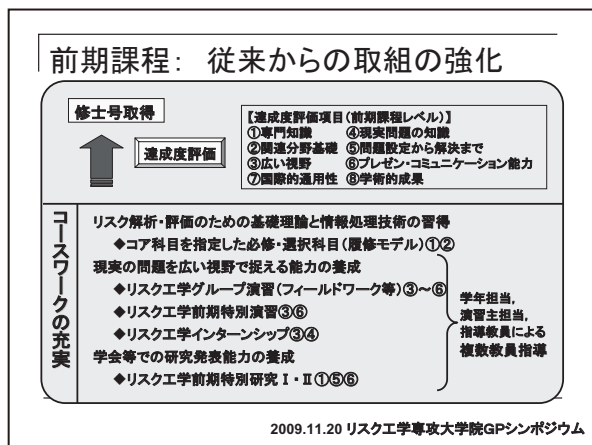 前期課程： 従来からの取組の強化
修士号取得
達成度評価
【達成度評価項目（前期課程レベル）】
①専門知識 ④現実問題の知識
②関連分野基礎 ⑤問題設定から解決まで
③広い視野 ⑥プレゼン・コミュニケーション能力
⑦国際的通用性 ⑧学術的成果
コースワークの充実
リスク解析・評価のための基礎理論と情報処理技術の習得
◆コア科目を指定した必修・選択科目（履修モデル）①②
現実の問題を広い視野で捉える能力の養成
◆リスク工学グループ演習（フィールドワーク等）③～⑥
◆リスク工学前期特別演習③⑥
◆リスク工学インターンシップ③④
学会等での研究発表能力の養成
◆リスク工学前期特別研究Ⅰ・Ⅱ①⑤⑥
学年担当，
演習主担当，
指導教員による
複数教員指導
2009.11.20 リスク工学専攻大学院GPシンポジウム